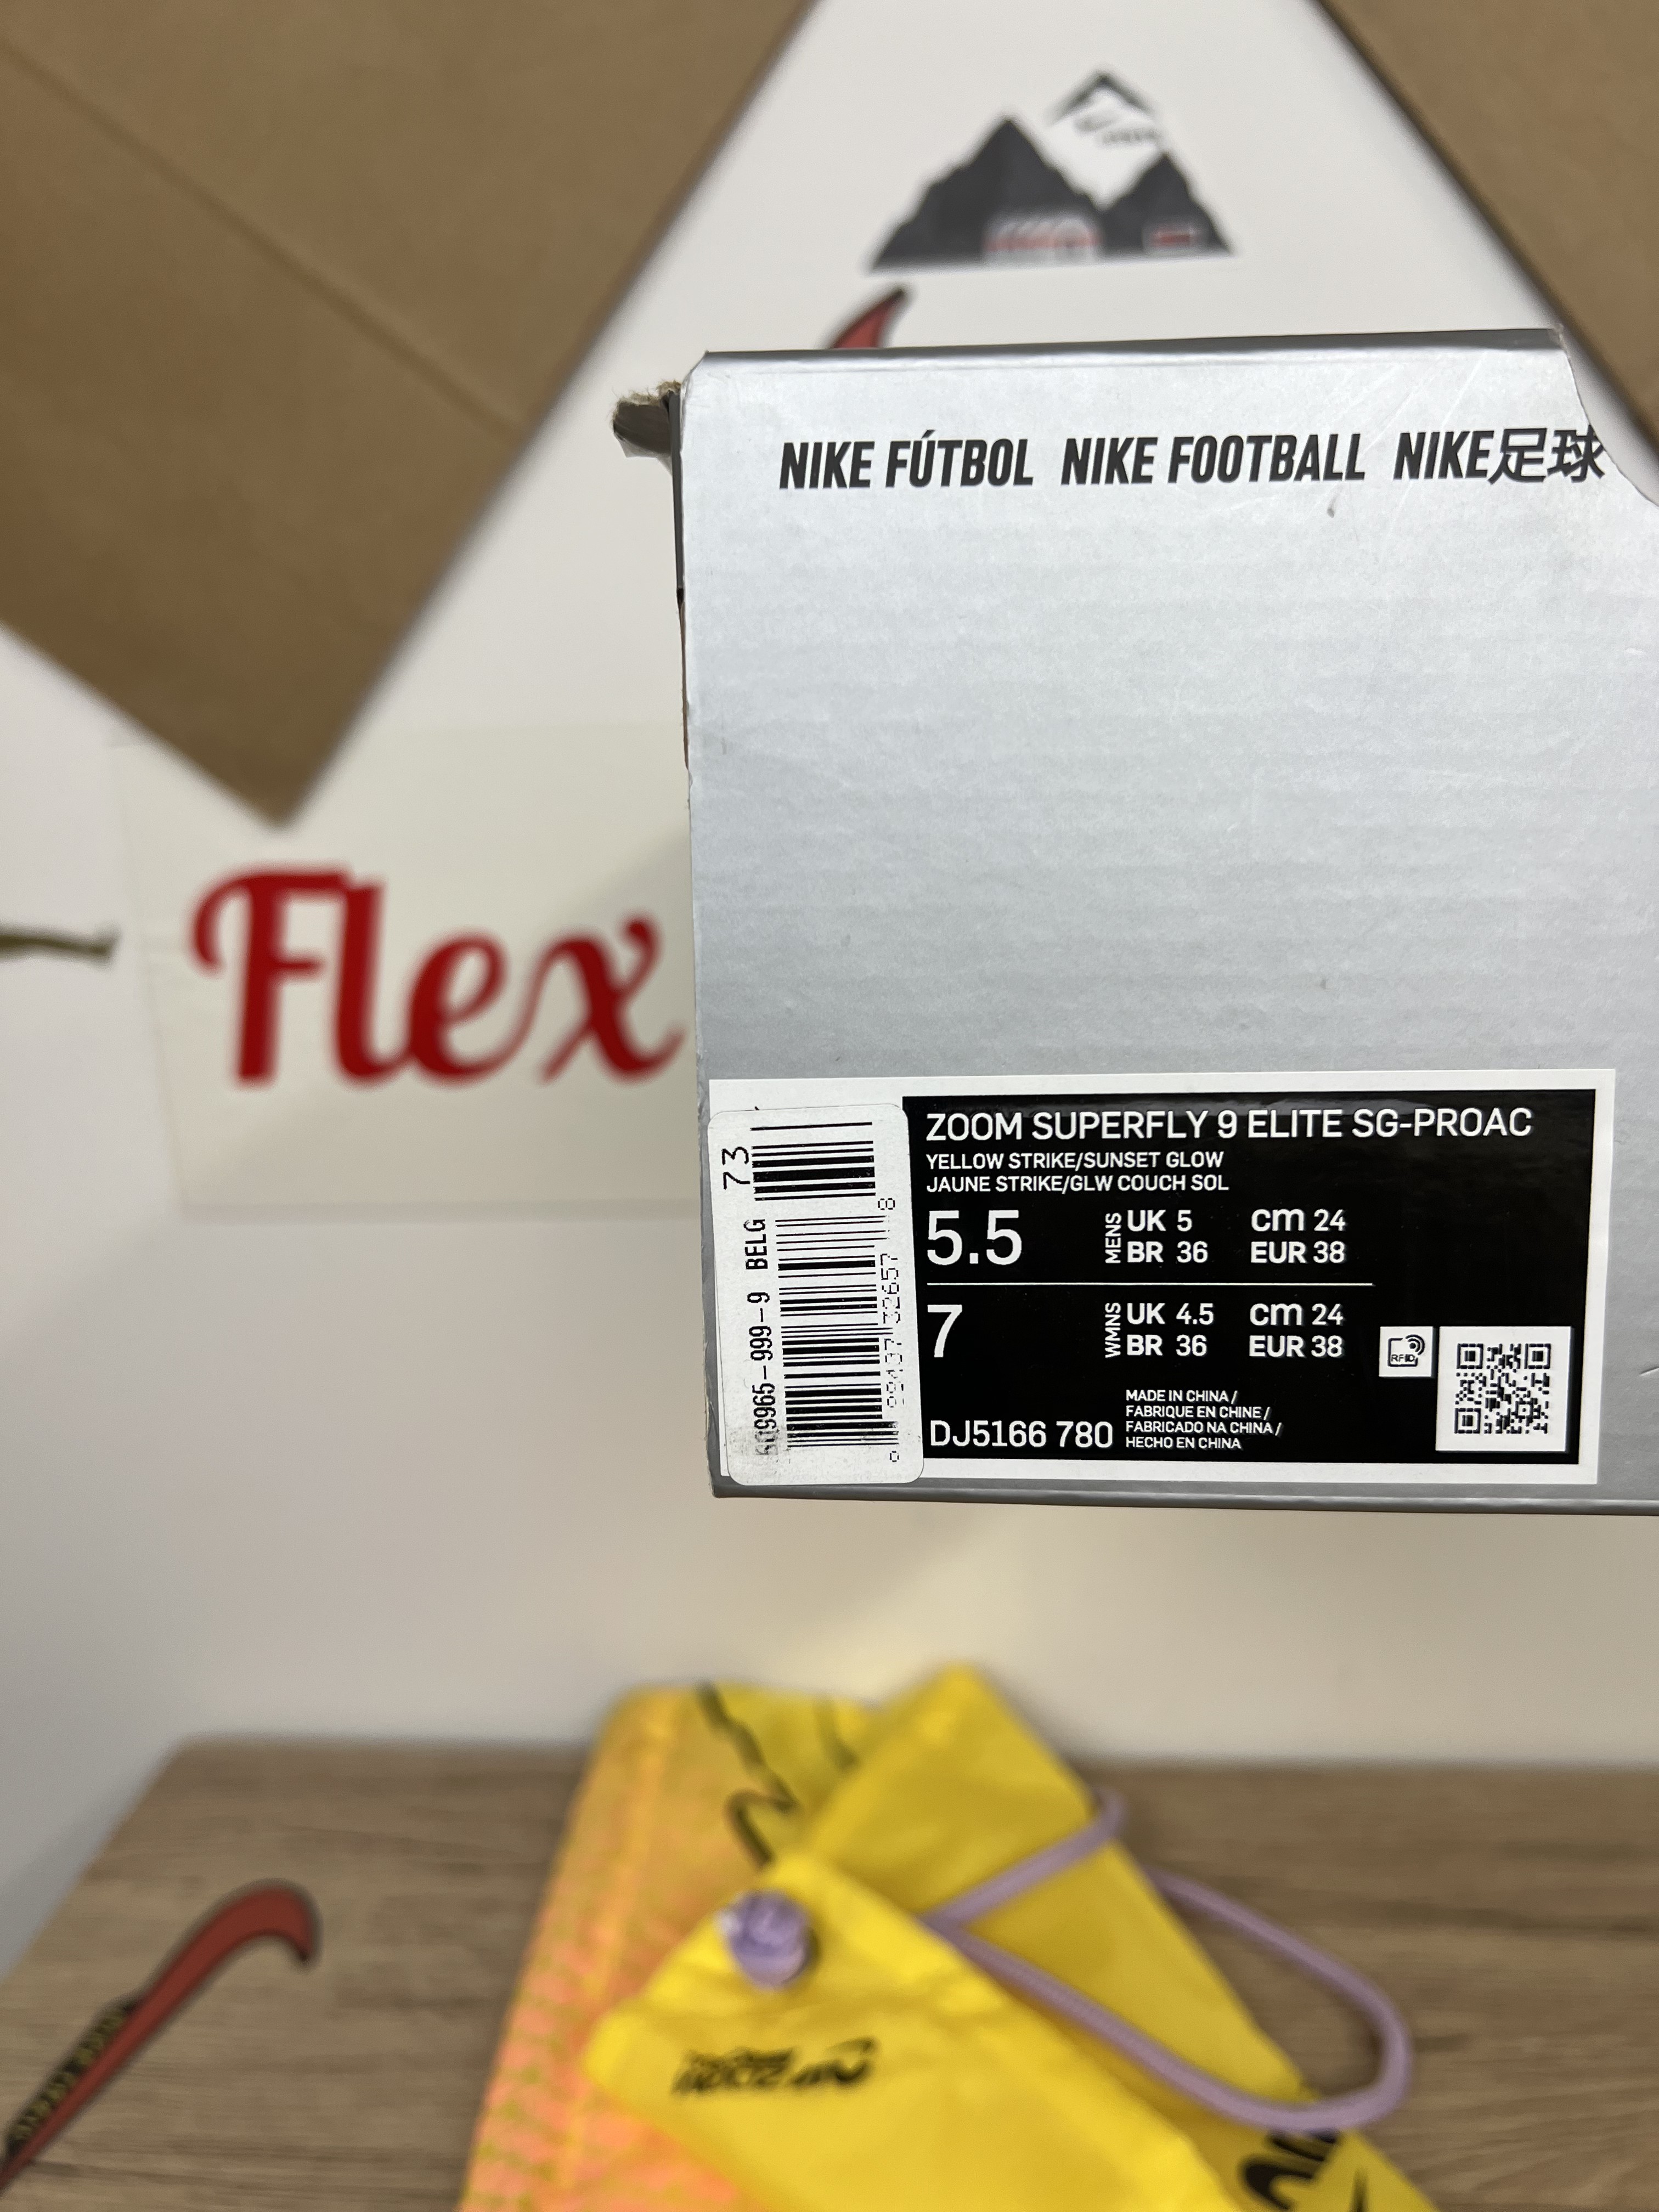 NIKE FÚTBOL NIKE FOOTBALL NIKE足球
Flex
ZOOM SUPERFLY 9 ELITE SG-PROAC
YELLOW STRIKE/SUNSET GLOW
JAUNE STRIKE/GLW COUCH SOL
5.5 MENS UK 5 cm 24
BR 36 EUR 38
7 WMNS UK 4.5 cm 24
BR 36 EUR 38
RFID
DJ5166 780
MADE IN CHINA /
FABRIQUE EN CHINE /
FABRICADO NA CHINA /
HECHO EN CHINA
73
BELG
ZOOM